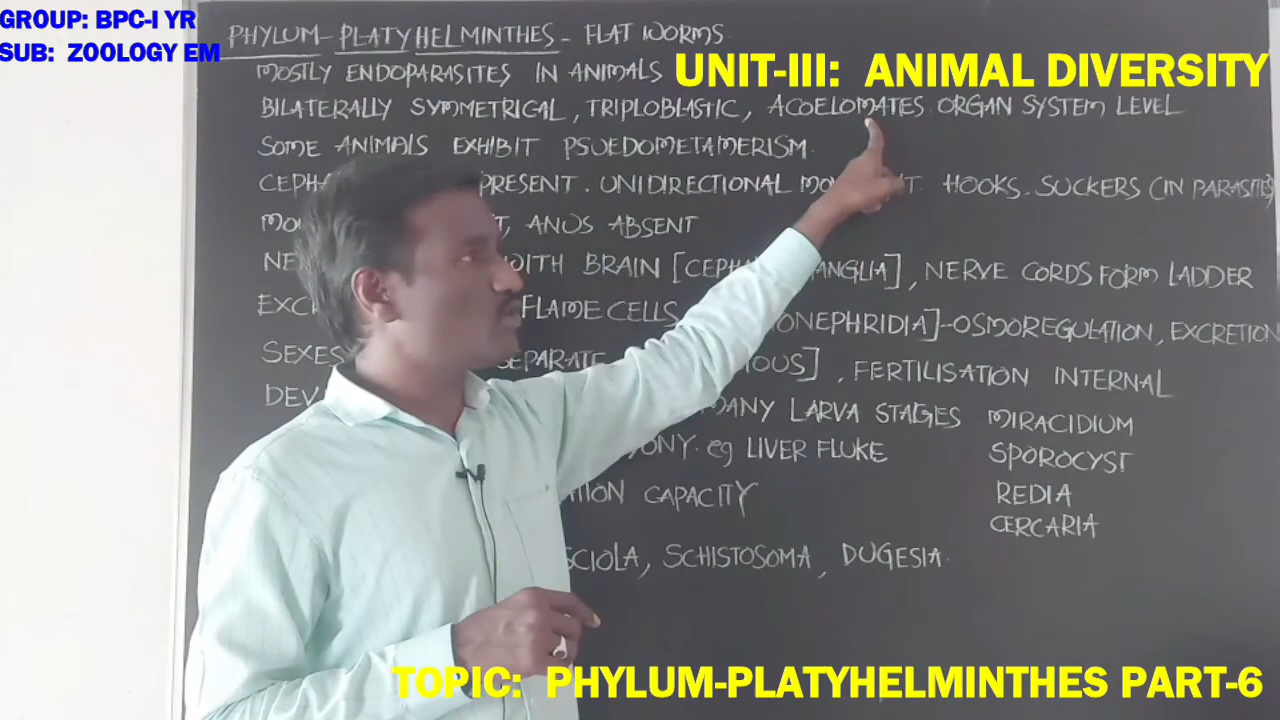 GROUP: BPC-I YR
SUB: ZOOLOGY EM
PHYLUM-PLATYHELMINTHES - FLAT WORMS
UNIT-III: ANIMAL DIVERSITY
MOSTLY ENDOPARASITES IN ANIMALS
BILATERALLY SYMMETRICAL, TRIPLOBLASTIC, ACOELOMATES ORGAN SYSTEM LEVEL
SOME ANIMALS EXHIBIT PSUEDOMETAMERISM.
PRESENT. UNIDIRECTIONAL HOOKS. SUCKERS (IN PARASITES)
ANUS ABSENT
WITH BRAIN [ ], NERVE CORDS FORM LADDER
FLAME CELLS ONEPHRIDIA]-OSMOREGULATION, EXCRETION
SEXES SEPARATE OUS], FERTILISATION INTERNAL
DEV MANY LARVA STAGES MIRACIDIUM
ONY. eg LIVER FLUKE SPOROCYST
TION CAPACITY REDIA
CERCARIA
SCIOLA, SCHISTOSOMA, DUGESIA.
TOPIC: PHYLUM-PLATYHELMINTHES PART-6